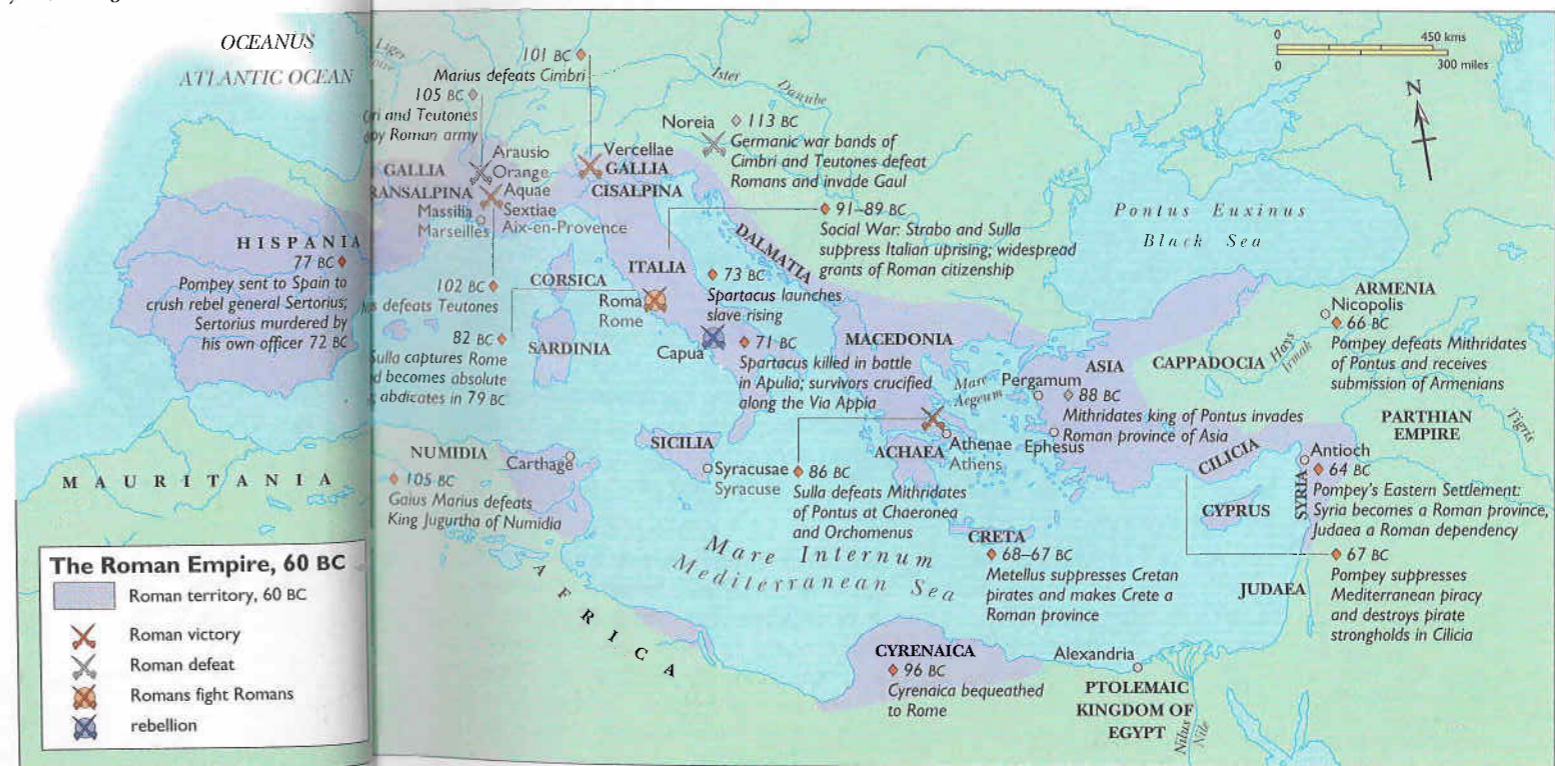 OCEANUS
ATLANTIC OCEAN
Liger
101 BC
Marius defeats Cimbri
105 BC
and Teutones
by Roman army
Ister
Danube
0 450 kms
0 300 miles
N
Noreia
113 BC
Germanic war bands of
Cimbri and Teutones defeat
Romans and invade Gaul
Arausio
Orange
Vercellae
GALLIA
CISALPINA
GALLIA
RANSALPINA
Aquae
Sextiae
Aix-en-Provence
Massilia
Marseilles
91–89 BC
Social War: Strabo and Sulla
suppress Italian uprising; widespread
grants of Roman citizenship
DALMATIA
Pontus Euxinus
Black Sea
HISPANIA
77 BC
Pompey sent to Spain to
crush rebel general Sertorius;
Sertorius murdered by
his own officer 72 BC
102 BC
defeats Teutones
CORSICA
ITALIA
Roma
Rome
73 BC
Spartacus launches
slave rising
82 BC
Sulla captures Rome
becomes absolute
abdicates in 79 BC
SARDINIA
Capua
71 BC
Spartacus killed in battle
in Apulia; survivors crucified
along the Via Appia
MACEDONIA
Mare
Aegeum
Pergamum
ASIA
88 BC
Mithridates king of Pontus invades
Roman province of Asia
Ephesus
CAPPADOCIA
Irmak
ARMENIA
Nicopolis
66 BC
Pompey defeats Mithridates
of Pontus and receives
submission of Armenians
PARTHIAN
EMPIRE
Tigris
MAURITANIA
NUMIDIA
Carthage
105 BC
Gaius Marius defeats
King Jugurtha of Numidia
SICILIA
Syracusae
Syracuse
ACHAEA
Athenae
Athens
86 BC
Sulla defeats Mithridates
of Pontus at Chaeronea
and Orchomenus
CILICIA
Antioch
64 BC
Pompey's Eastern Settlement:
Syria becomes a Roman province,
Judaea a Roman dependency
SYRIA
CYPRUS
CRETA
68–67 BC
Metellus suppresses Cretan
pirates and makes Crete a
Roman province
67 BC
Pompey suppresses
Mediterranean piracy
and destroys pirate
strongholds in Cilicia
JUDAEA
Mare Internum
Mediterranean Sea
AFRICA
CYRENAICA
96 BC
Cyrenaica bequeathed
to Rome
Alexandria
PTOLEMAIC
KINGDOM OF
EGYPT
Nilus
Nile
The Roman Empire, 60 BC
Roman territory, 60 BC
Roman victory
Roman defeat
Romans fight Romans
rebellion